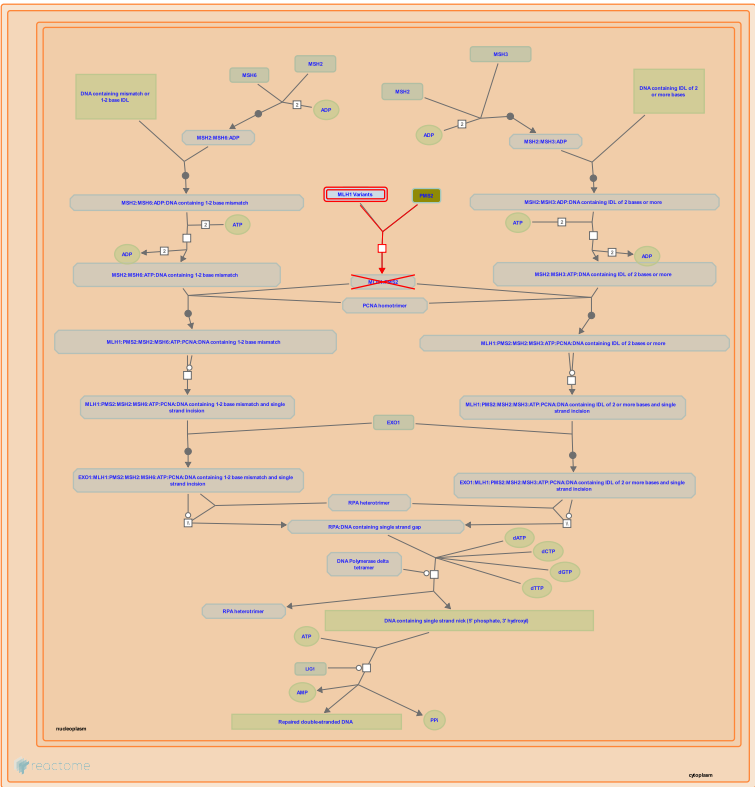 MSH3
MSH2
MSH6
DNA containing mismatch or
1-2 base IDL
DNA containing IDL of 2
or more bases
MSH2
2
ADP
2
ADP
MSH2:MSH6:ADP
MSH2:MSH3:ADP
MLH1 Variants
PMS2
MSH2:MSH6:ADP:DNA containing 1-2 base mismatch
MSH2:MSH3:ADP:DNA containing IDL of 2 bases or more
2
ATP
ATP
2
ADP
2
2
ADP
MSH2:MSH6:ATP:DNA containing 1-2 base mismatch
MSH2:MSH3:ATP:DNA containing IDL of 2 bases or more
MLH1:PMS2
PCNA homotrimer
MLH1:PMS2:MSH2:MSH6:ATP:PCNA:DNA containing 1-2 base mismatch
MLH1:PMS2:MSH2:MSH3:ATP:PCNA:DNA containing IDL of 2 bases or more
MLH1:PMS2:MSH2:MSH6:ATP:PCNA:DNA containing 1-2 base mismatch and single
strand incision
MLH1:PMS2:MSH2:MSH3:ATP:PCNA:DNA containing IDL of 2 or more bases and single
strand incision
EXO1
EXO1:MLH1:PMS2:MSH2:MSH6:ATP:PCNA:DNA containing 1-2 base mismatch and single
strand incision
EXO1:MLH1:PMS2:MSH2:MSH3:ATP:PCNA:DNA containing IDL of 2 or more bases and single
strand incision
RPA heterotrimer
RPA:DNA containing single strand gap
dATP
dCTP
DNA Polymerase delta
tetramer
dGTP
dTTP
RPA heterotrimer
DNA containing single strand nick (5' phosphate, 3' hydroxyl)
ATP
LIG1
AMP
Repaired double-stranded DNA
PPi
nucleoplasm
reactome
cytoplasm